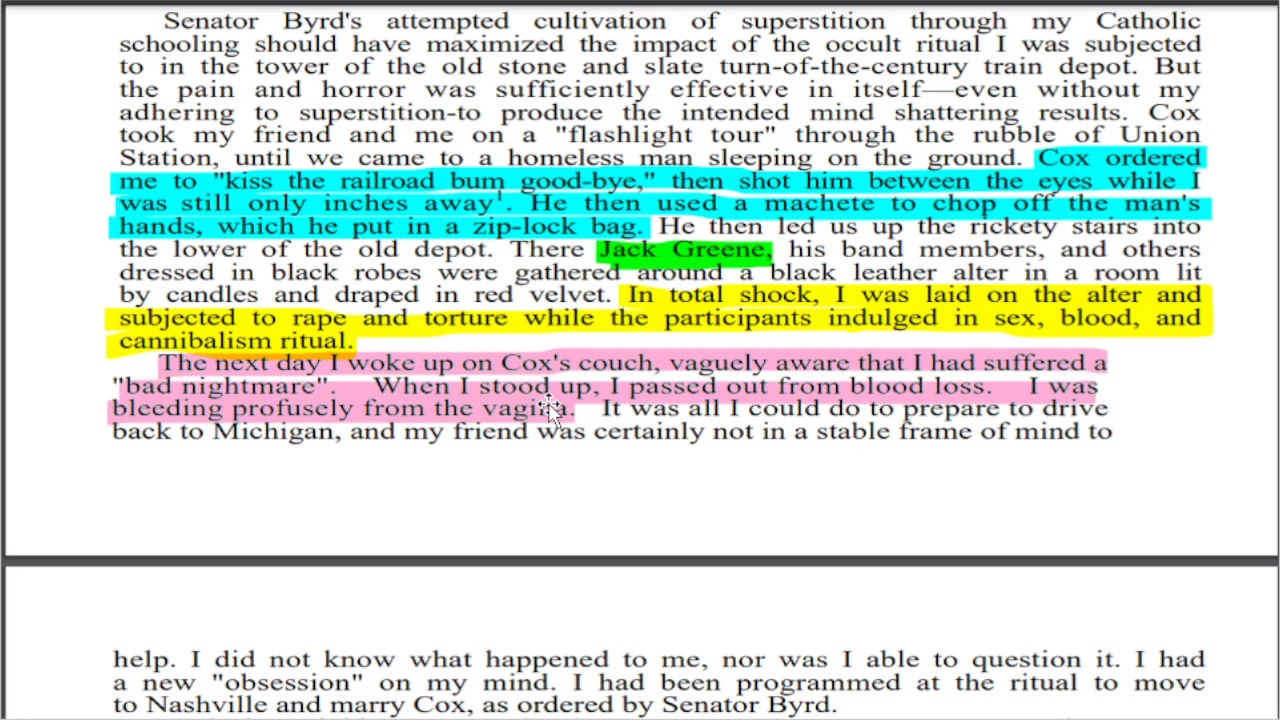 Senator Byrd's attempted cultivation of superstition through my Catholic
schooling should have maximized the impact of the occult ritual I was subjected
to in the tower of the old stone and slate turn-of-the-century train depot. But
the pain and horror was sufficiently effective in itself—even without my
adhering to superstition-to produce the intended mind shattering results. Cox
took my friend and me on a "flashlight tour" through the rubble of Union
Station, until we came to a homeless man sleeping on the ground. Cox ordered
me to "kiss the railroad bum good-bye," then shot him between the eyes while I
was still only inches away¹. He then used a machete to chop off the man's
hands, which he put in a zip-lock bag. He then led us up the rickety stairs into
the lower of the old depot. There Jack Greene, his band members, and others
dressed in black robes were gathered around a black leather alter in a room lit
by candles and draped in red velvet. In total shock, I was laid on the alter and
subjected to rape and torture while the participants indulged in sex, blood, and
cannibalism ritual.
The next day I woke up on Cox's couch, vaguely aware that I had suffered a
"bad nightmare". When I stood up, I passed out from blood loss. I was
bleeding profusely from the vagina. It was all I could do to prepare to drive
back to Michigan, and my friend was certainly not in a stable frame of mind to
help. I did not know what happened to me, nor was I able to question it. I had
a new "obsession" on my mind. I had been programmed at the ritual to move
to Nashville and marry Cox, as ordered by Senator Byrd.